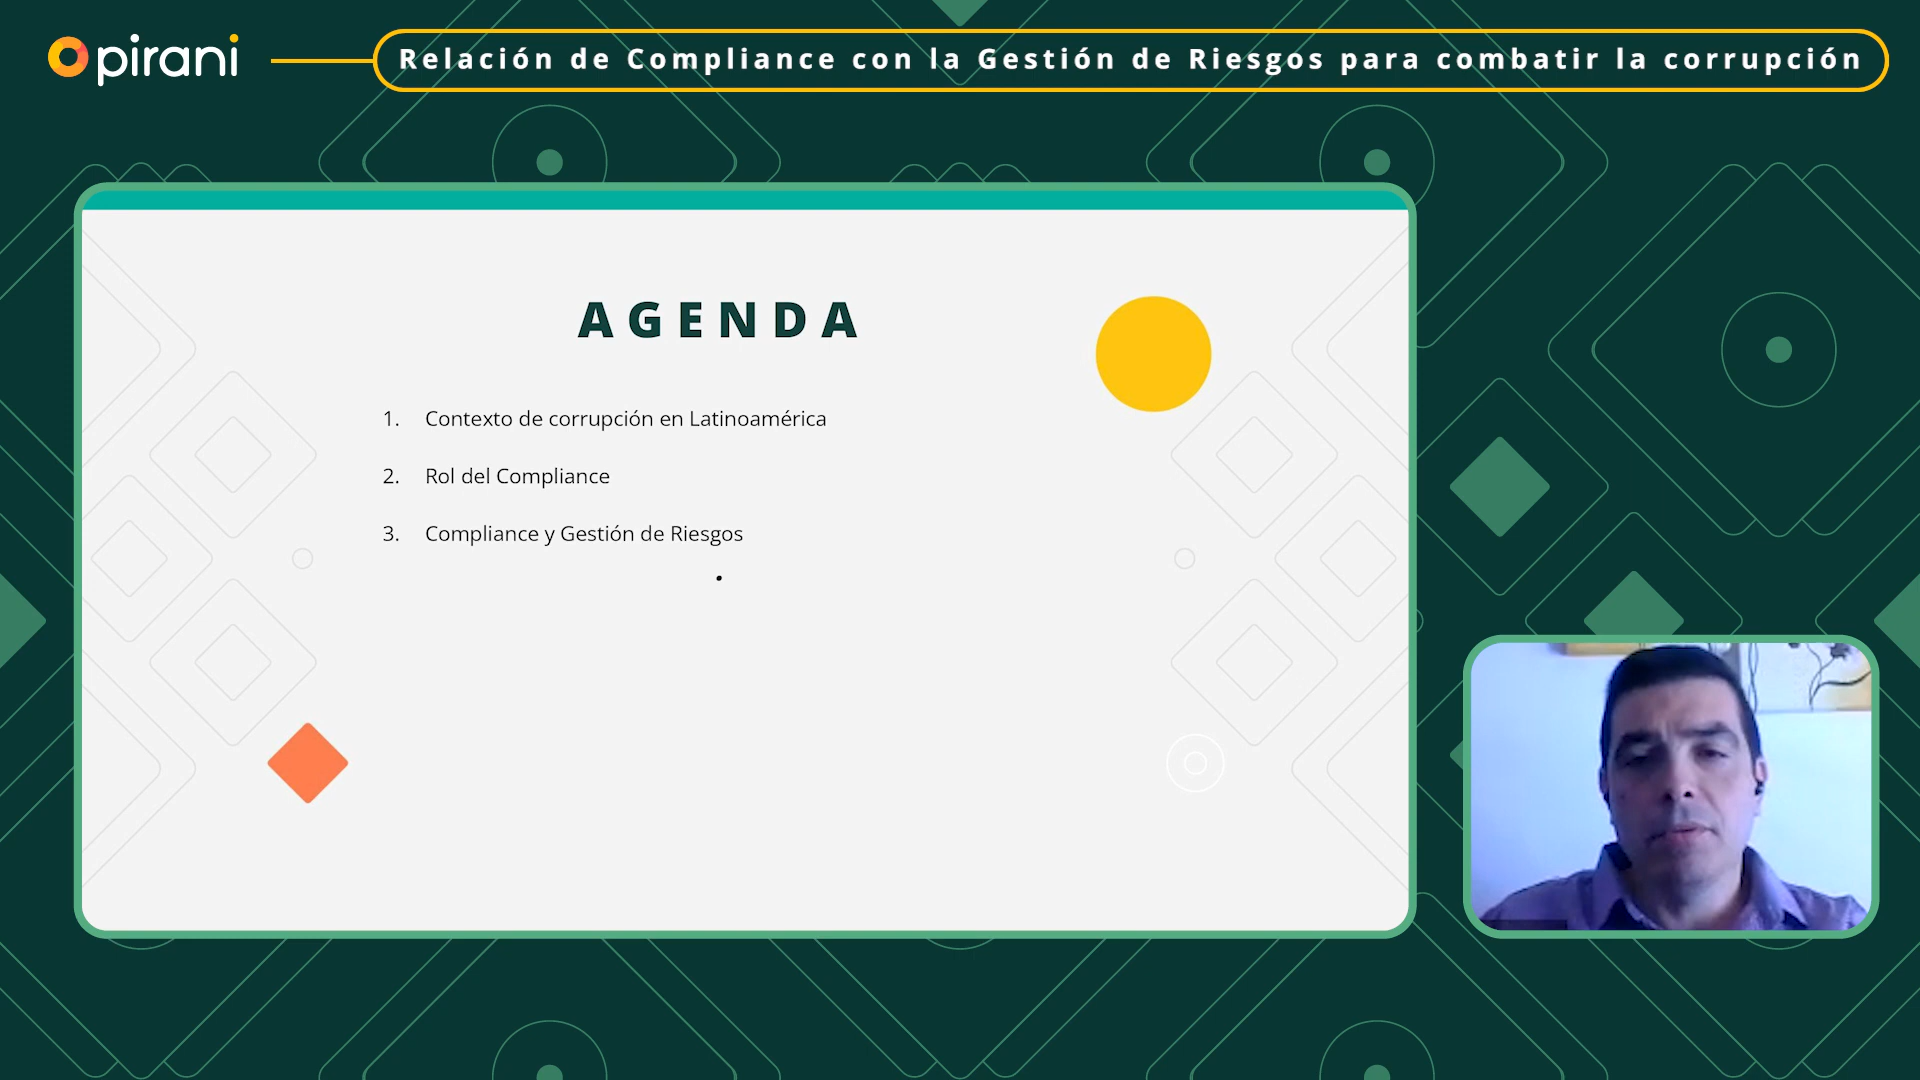 pirani
Relación de Compliance con la Gestión de Riesgos para combatir la corrupción
AGENDA
1. Contexto de corrupción en Latinoamérica
2. Rol del Compliance
3. Compliance y Gestión de Riesgos